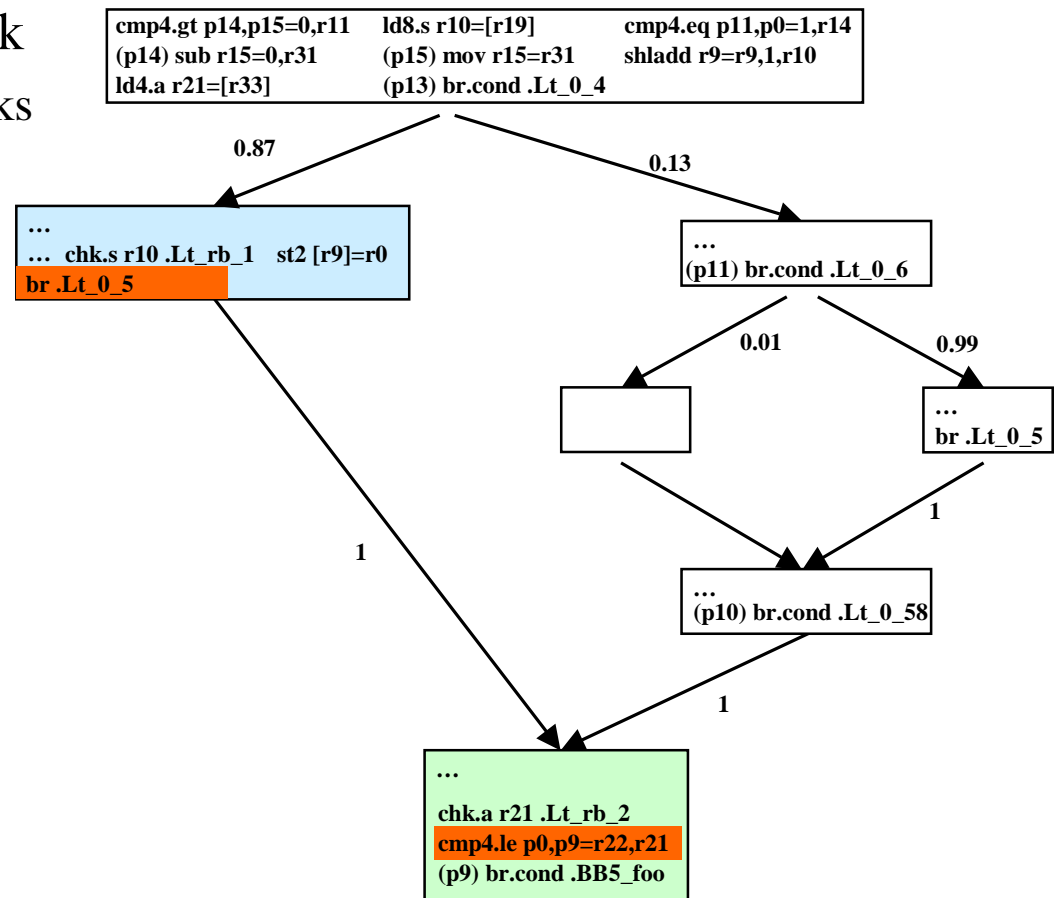 k
ks
cmp4.gt p14,p15=0,r11 ld8.s r10=[r19] cmp4.eq p11,p0=1,r14
(p14) sub r15=0,r31 (p15) mov r15=r31 shladd r9=r9,1,r10
ld4.a r21=[r33] (p13) br.cond .Lt_0_4
0.87
0.13
…
… chk.s r10 .Lt_rb_1 st2 [r9]=r0
br .Lt_0_5
…
(p11) br.cond .Lt_0_6
0.01
0.99
…
br .Lt_0_5
1
1
…
(p10) br.cond .Lt_0_58
1
…
chk.a r21 .Lt_rb_2
cmp4.le p0,p9=r22,r21
(p9) br.cond .BB5_foo